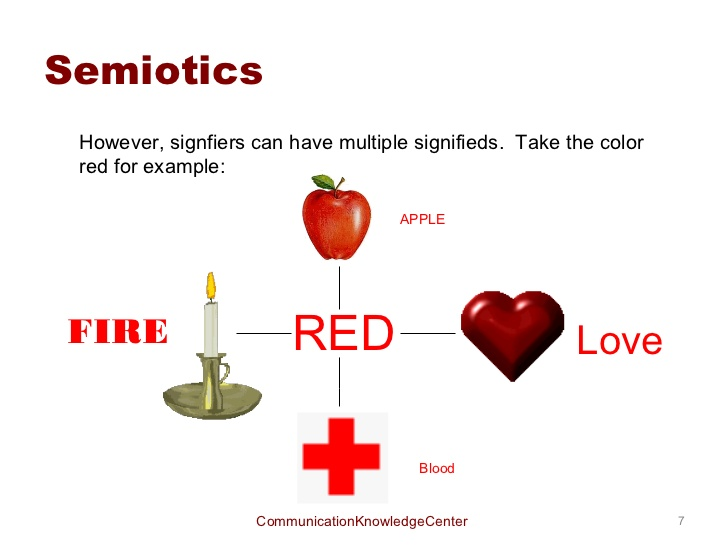 Semiotics
However, signfiers can have multiple signifieds.  Take the color
red for example:
APPLE
FIRE
RED
Love
Blood
CommunicationKnowledgeCenter
7